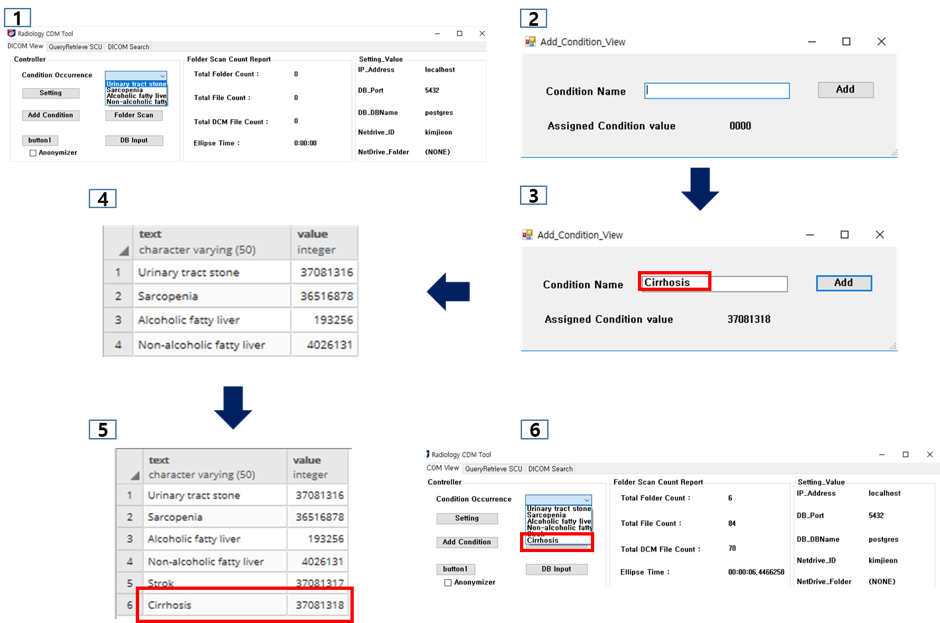 1
Radiology CDM Tool
DICOM View QueryRetrieve SCU DICOM Search
Controller
Condition Occurrence
Urinary tract stone
Sarcopenia
Alcoholic fatty live
Non-alcoholic fatty
Setting
Add Condition
Folder Scan
button1
DB Input
Anonymizer
Folder Scan Count Report
Total Folder Count : 0
Total File Count : 0
Total DCM File Count : 0
Ellipse Time : 0:00:00
Setting_Value
IP_Address localhost
DB_Port 5432
DB_DBName postgres
Netdrive_ID kimjieon
NetDrive_Folder (NONE)
2
Add_Condition_View
Condition Name Add
Assigned Condition value 0000
3
Add_Condition_View
Condition Name Cirrhosis Add
Assigned Condition value 37081318
4
text value
character varying (50) integer
1 Urinary tract stone 37081316
2 Sarcopenia 36516878
3 Alcoholic fatty liver 193256
4 Non-alcoholic fatty liver 4026131
5
text value
character varying (50) integer
1 Urinary tract stone 37081316
2 Sarcopenia 36516878
3 Alcoholic fatty liver 193256
4 Non-alcoholic fatty liver 4026131
5 Strok 37081317
6 Cirrhosis 37081318
6
Radiology CDM Tool
COM View QueryRetrieve SCU DICOM Search
Controller
Condition Occurrence
Urinary tract stone
Sarcopenia
Alcoholic fatty live
Non-alcoholic fatty
Cirrhosis
Setting
Add Condition
button1
DB Input
Anonymizer
Folder Scan Count Report
Total Folder Count : 6
Total File Count : 84
Total DCM File Count : 78
Ellipse Time : 00:00:06,4466258
Setting_Value
IP_Address localhost
DB_Port 5432
DB_DBName postgres
Netdrive_ID kimjieon
NetDrive_Folder (NONE)